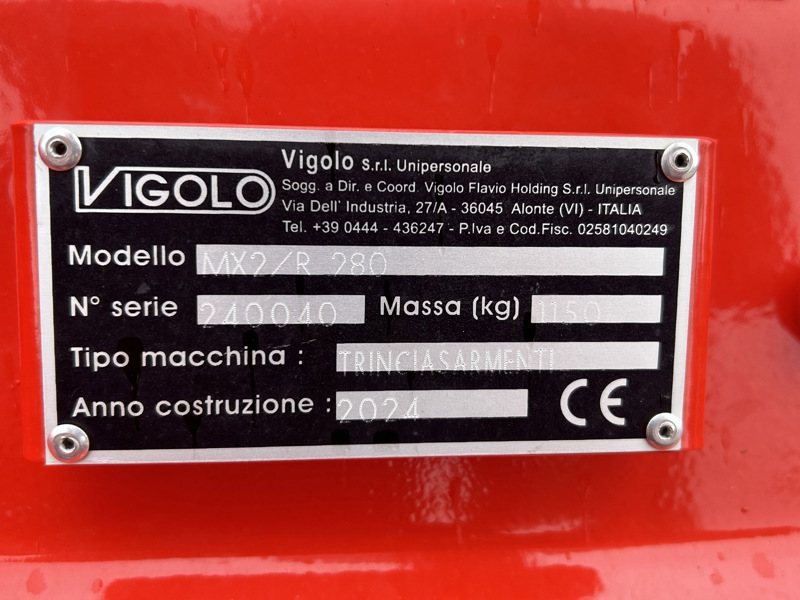 VIGOLO
Vigolo s.r.l. Unipersonale
Sogg. a Dir. e Coord. Vigolo Flavio Holding S.r.l. Unipersonale
Via Dell' Industria, 27/A - 36045 Alonte (VI) - ITALIA
Tel. +39 0444 - 436247 - P.Iva e Cod.Fisc. 02581040249
Modello MX2/R 280
N° serie 240040 Massa (kg) 1150
Tipo macchina : TRINCIASARMENTI
Anno costruzione : 2024 CE